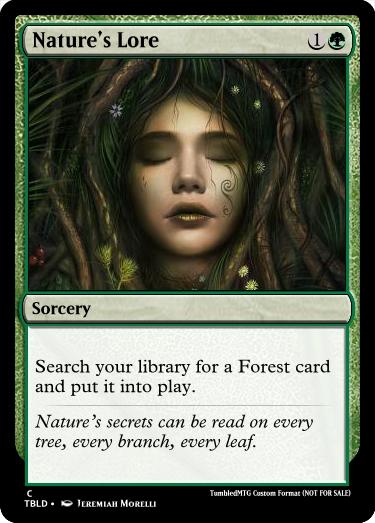 Nature's Lore 1
Sorcery
Search your library for a Forest card
and put it into play.
Nature's secrets can be read on every
tree, every branch, every leaf.
C
TBLD • Jeremiah Morelli
TumbledMTG Custom Format (NOT FOR SALE)